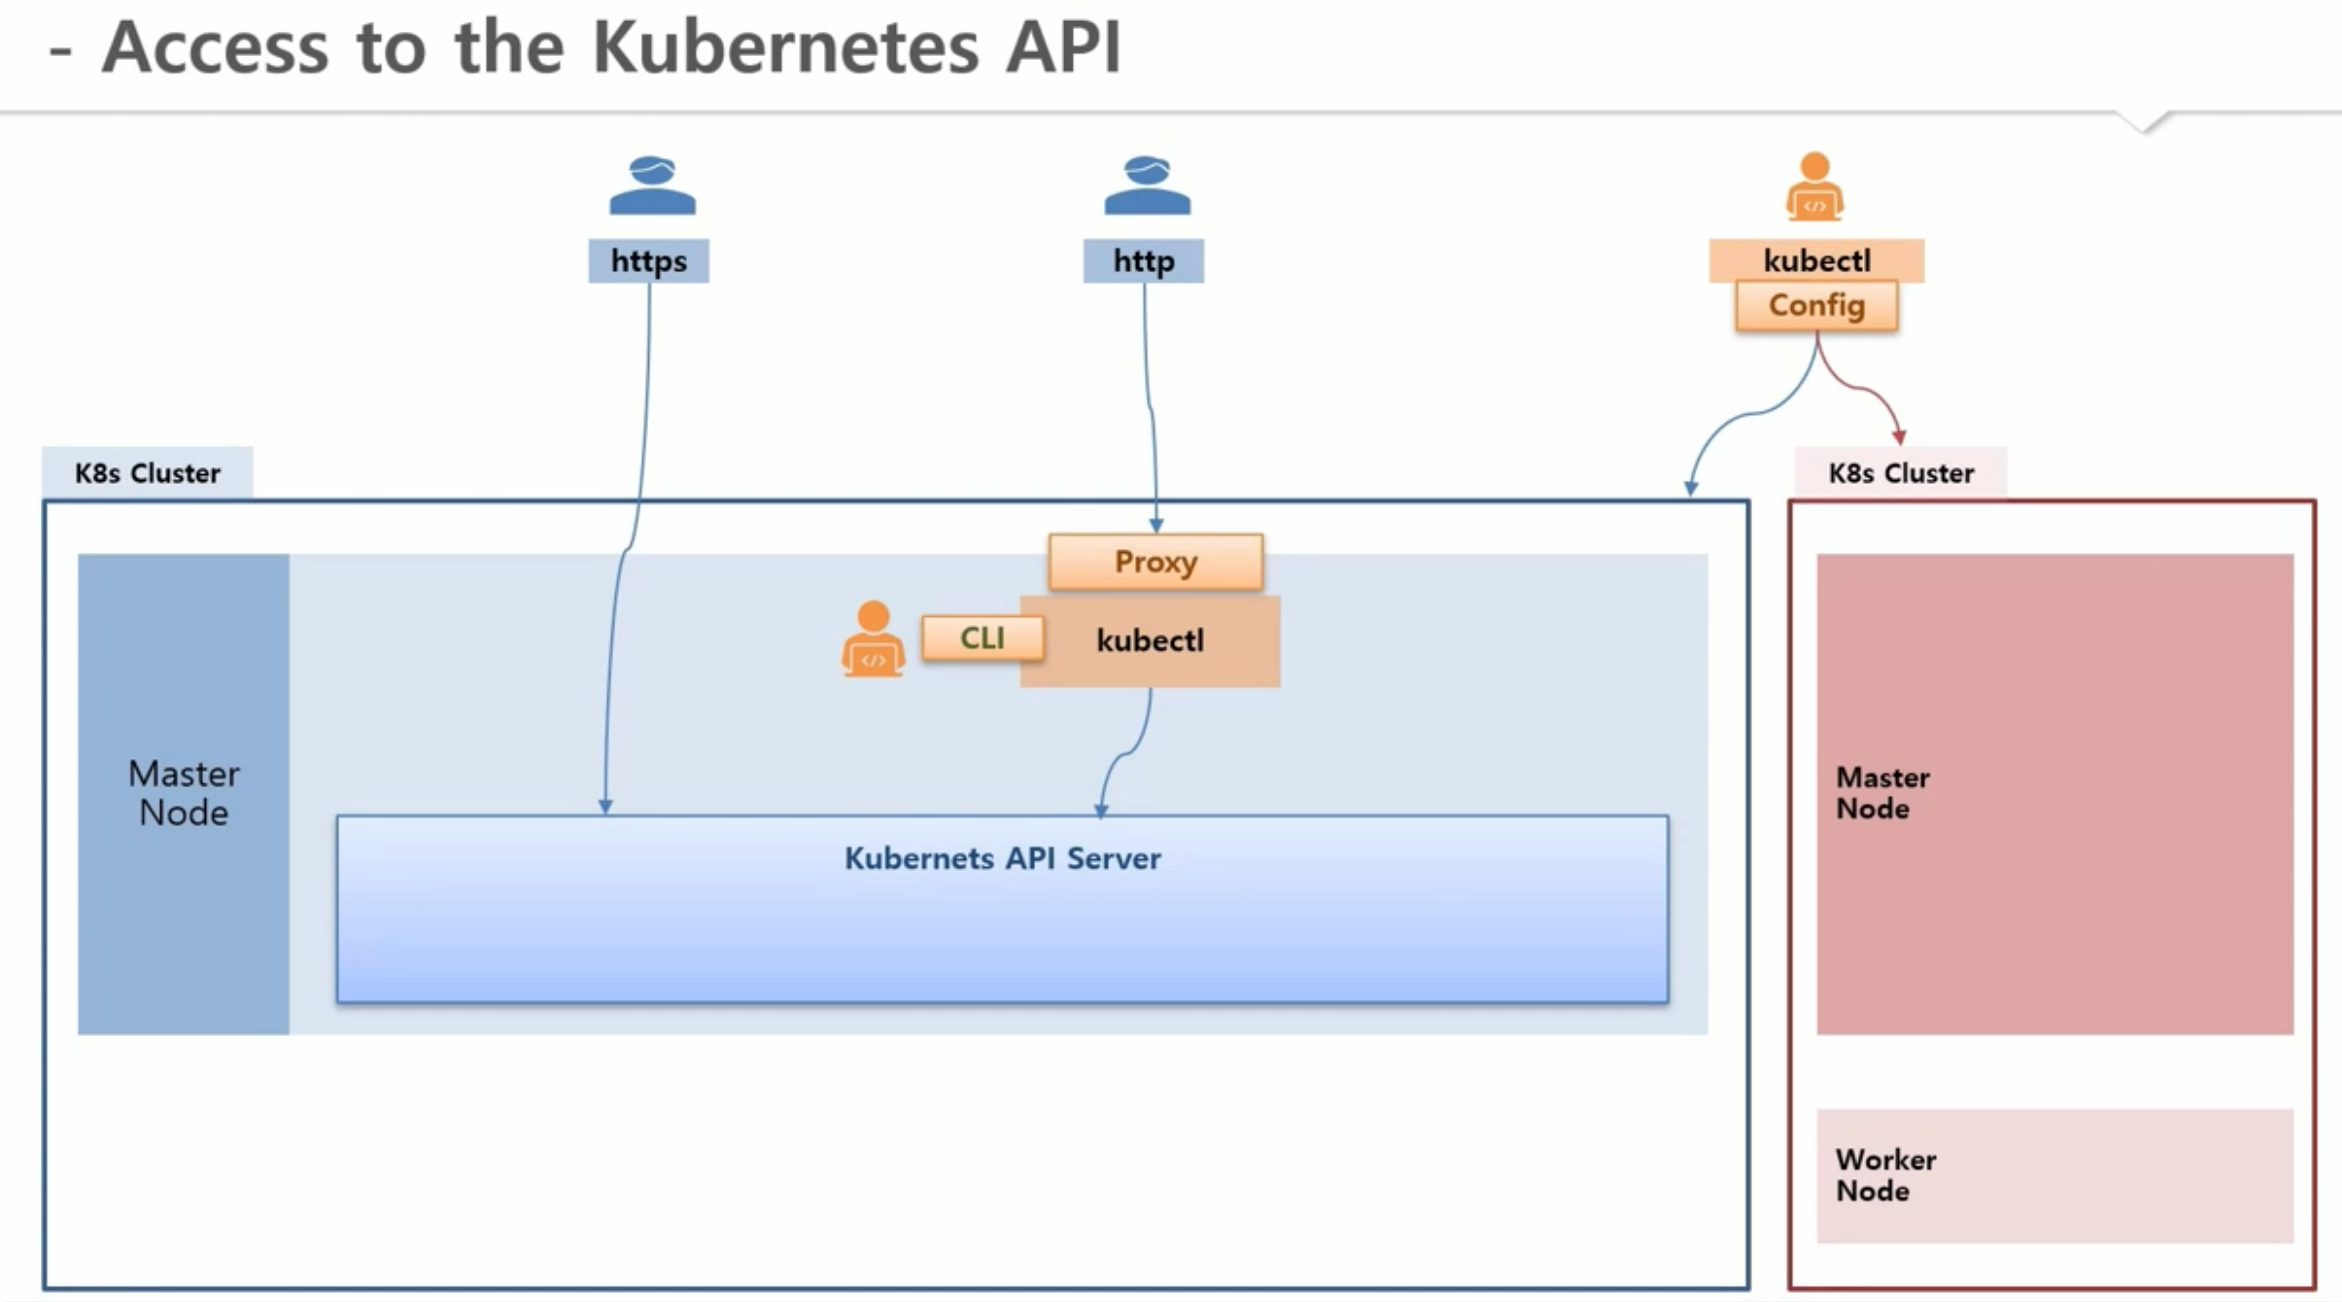 - Access to the Kubernetes API
https
http
kubectl
Config
K8s Cluster
K8s Cluster
Proxy
CLI
kubectl
Master
Node
Kubernets API Server
Master
Node
Worker
Node